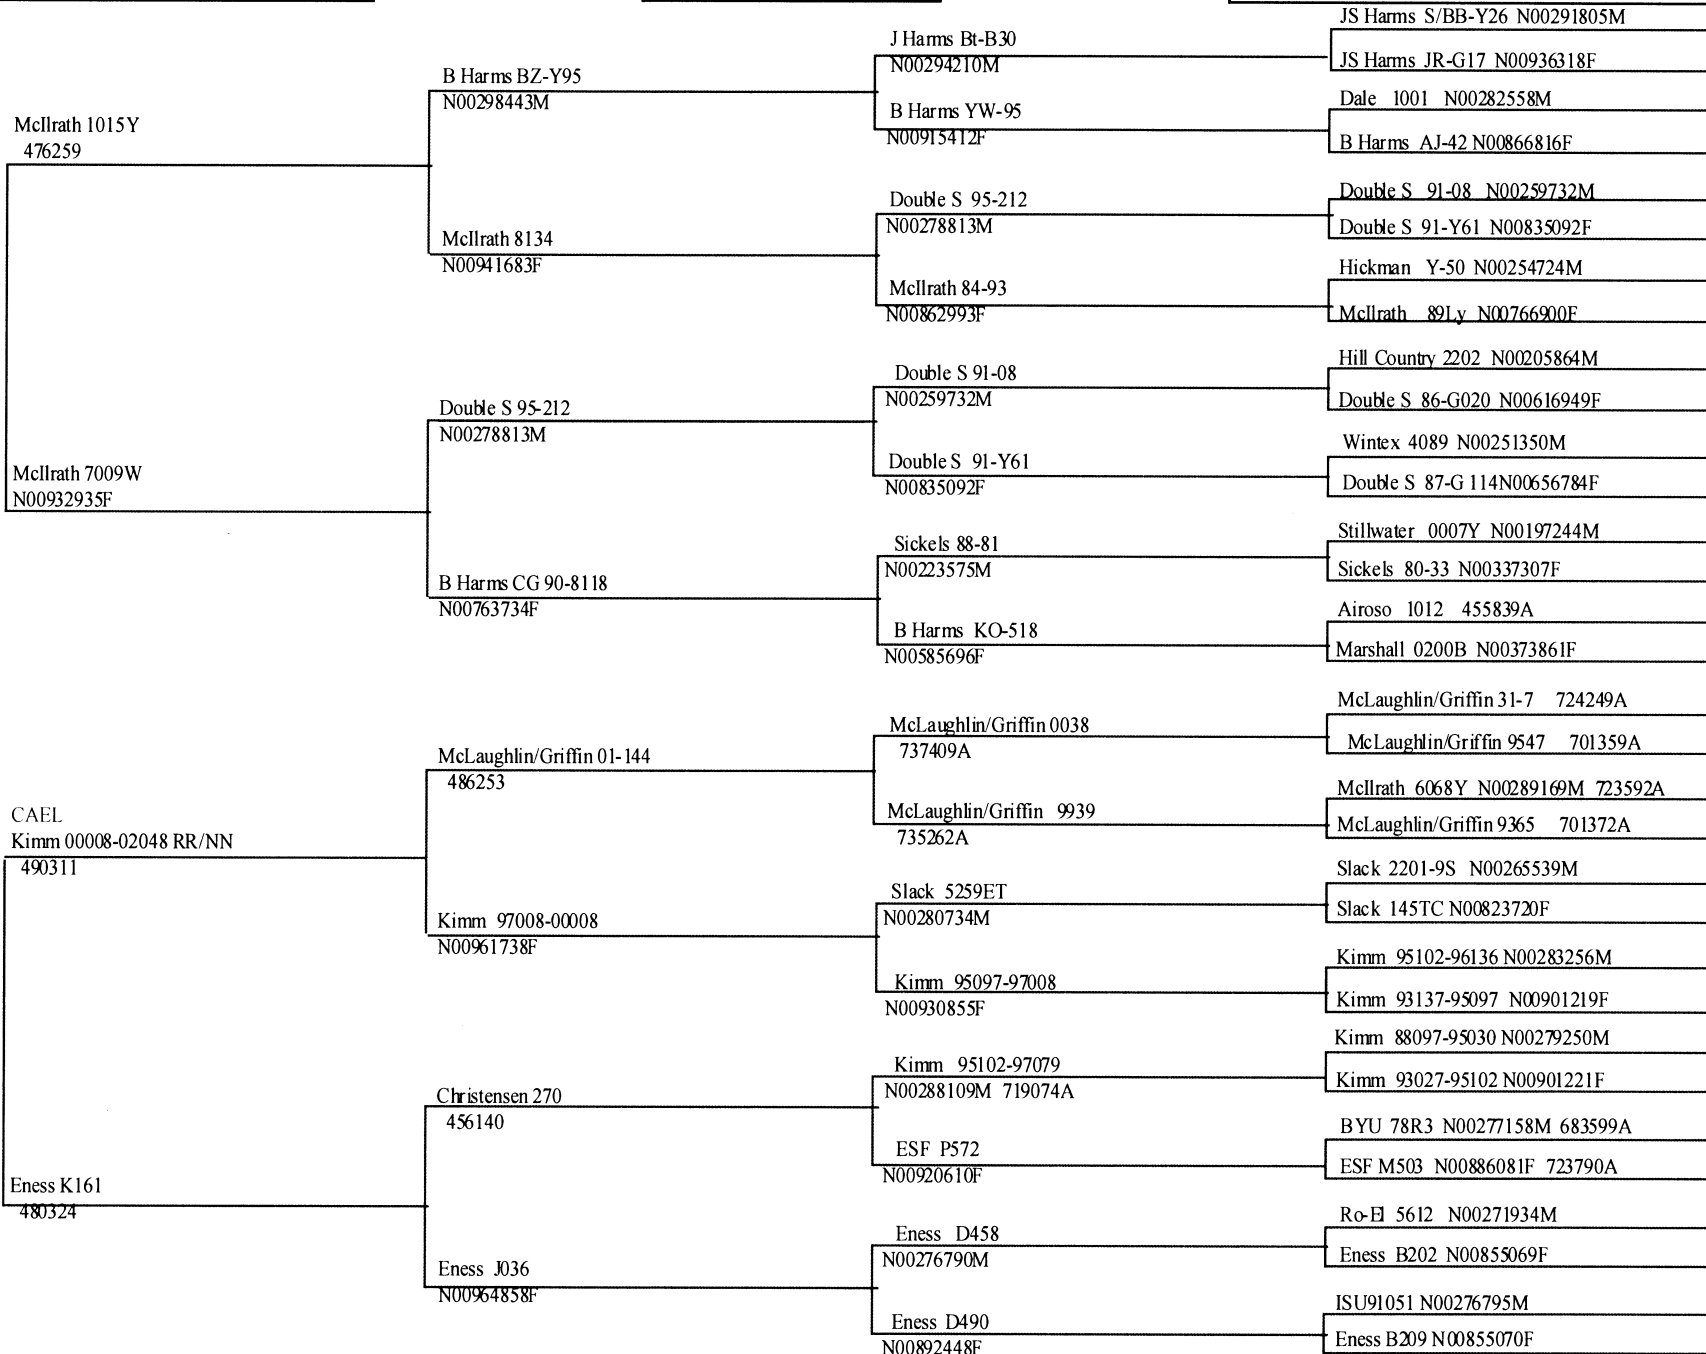 McIlrath 1015Y
476259
McIlrath 7009W
N00932935F
CAEL
Kimm 00008-02048 RR/NN
490311
Eness K161
480324
B Harms BZ-Y95
N00298443M
McIlrath 8134
N00941683F
Double S 95-212
N00278813M
B Harms CG 90-8118
N00763734F
McLaughlin/Griffin 01-144
486253
Kimm 97008-00008
N00961738F
Christensen 270
456140
Eness J036
N00964858F
J Harms Bt-B30
N00294210M
B Harms YW-95
N00915412F
Double S 95-212
N00278813M
McIlrath 84-93
N00862993F
Double S 91-08
N00259732M
Double S 91-Y61
N00835092F
Sickels 88-81
N00223575M
B Harms KO-518
N00585696F
McLaughlin/Griffin 0038
737409A
McLaughlin/Griffin 9939
735262A
Slack 5259ET
N00280734M
Kimm 95097-97008
N00930855F
Kimm 95102-97079
N00288109M 719074A
ESF P572
N00920610F
Eness D458
N00276790M
Eness D490
N00892448F
JS Harms S/BB-Y26 N00291805M
JS Harms JR-G17 N00936318F
Dale 1001 N00282558M
B Harms AJ-42 N00866816F
Double S 91-08 N00259732M
Double S 91-Y61 N00835092F
Hickman Y-50 N00254724M
McIlrath 89Ly N00766900F
Hill Country 2202 N00205864M
Double S 86-G020 N00616949F
Wintex 4089 N00251350M
Double S 87-G 114N00656784F
Stillwater 0007Y N00197244M
Sickels 80-33 N00337307F
Airoso 1012 455839A
Marshall 0200B N00373861F
McLaughlin/Griffin 31-7 724249A
McLaughlin/Griffin 9547 701359A
McIlrath 6068Y N00289169M 723592A
McLaughlin/Griffin 9365 701372A
Slack 2201-9S N00265539M
Slack 145TC N00823720F
Kimm 95102-96136 N00283256M
Kimm 93137-95097 N00901219F
Kimm 88097-95030 N00279250M
Kimm 93027-95102 N00901221F
BYU 78R3 N00277158M 683599A
ESF M503 N00886081F 723790A
Ro-El 5612 N00271934M
Eness B202 N00855069F
ISU91051 N00276795M
Eness B209 N00855070F